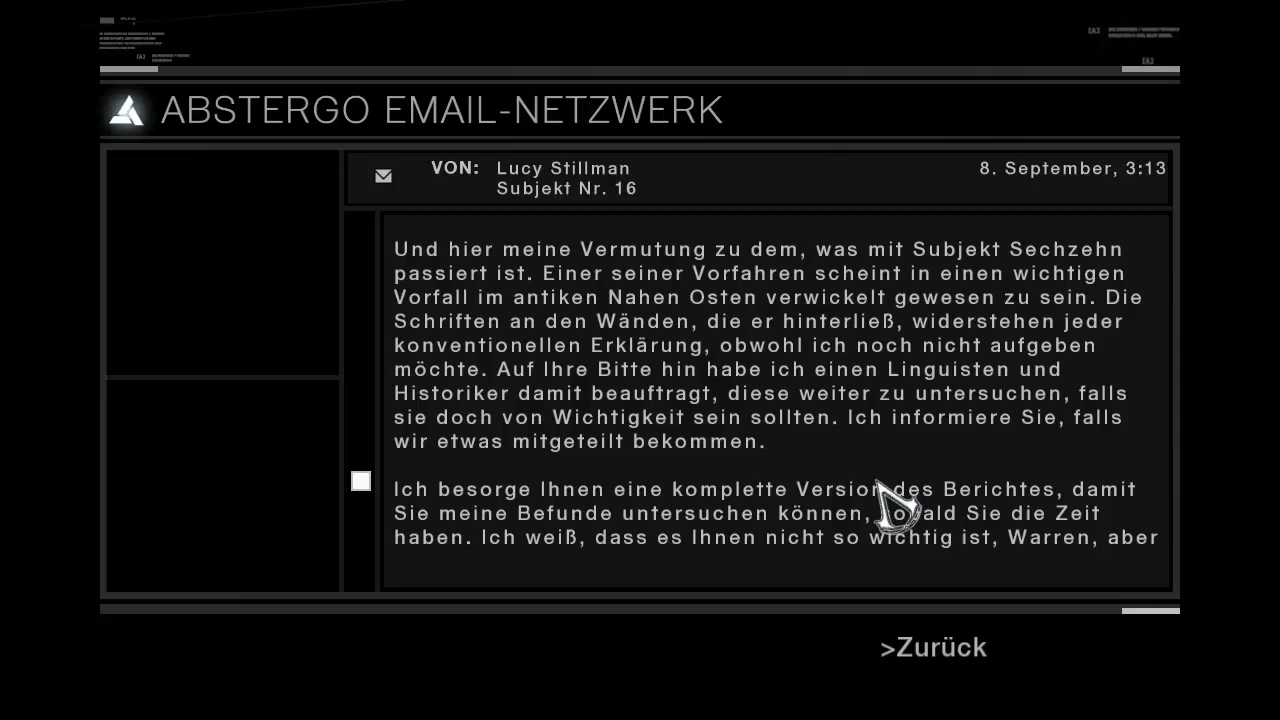 ABSTERGO EMAIL-NETZWERK
VON: Lucy Stillman 8. September, 3:13
Subjekt Nr. 16
Und hier meine Vermutung zu dem, was mit Subjekt Sechzehn
passiert ist. Einer seiner Vorfahren scheint in einen wichtigen
Vorfall im antiken Nahen Osten verwickelt gewesen zu sein. Die
Schriften an den Wänden, die er hinterließ, widerstehen jeder
konventionellen Erklärung, obwohl ich noch nicht aufgeben
möchte. Auf Ihre Bitte hin habe ich einen Linguisten und
Historiker damit beauftragt, diese weiter zu untersuchen, falls
sie doch von Wichtigkeit sein sollten. Ich informiere Sie, falls
wir etwas mitgeteilt bekommen.
Ich besorge Ihnen eine komplette Version des Berichtes, damit
Sie meine Befunde untersuchen können, sobald Sie die Zeit
haben. Ich weiß, dass es Ihnen nicht so wichtig ist, Warren, aber
>Zurück